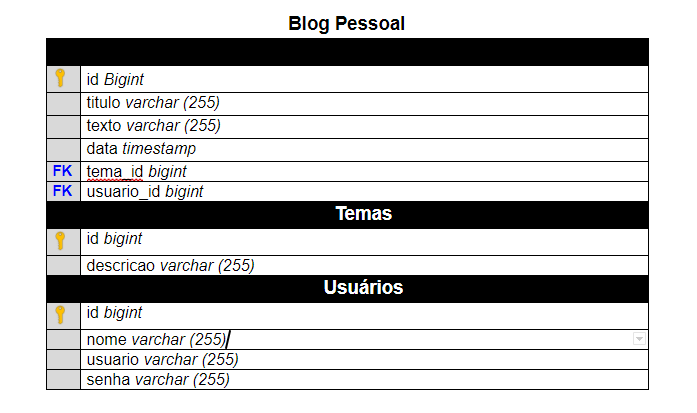 Blog Pessoal
id Bigint
titulo varchar (255)
texto varchar (255)
data timestamp
FK tema_id bigint
FK usuario_id bigint
Temas
id bigint
descricao varchar (255)
Usuários
id bigint
nome varchar (255)
usuario varchar (255)
senha varchar (255)